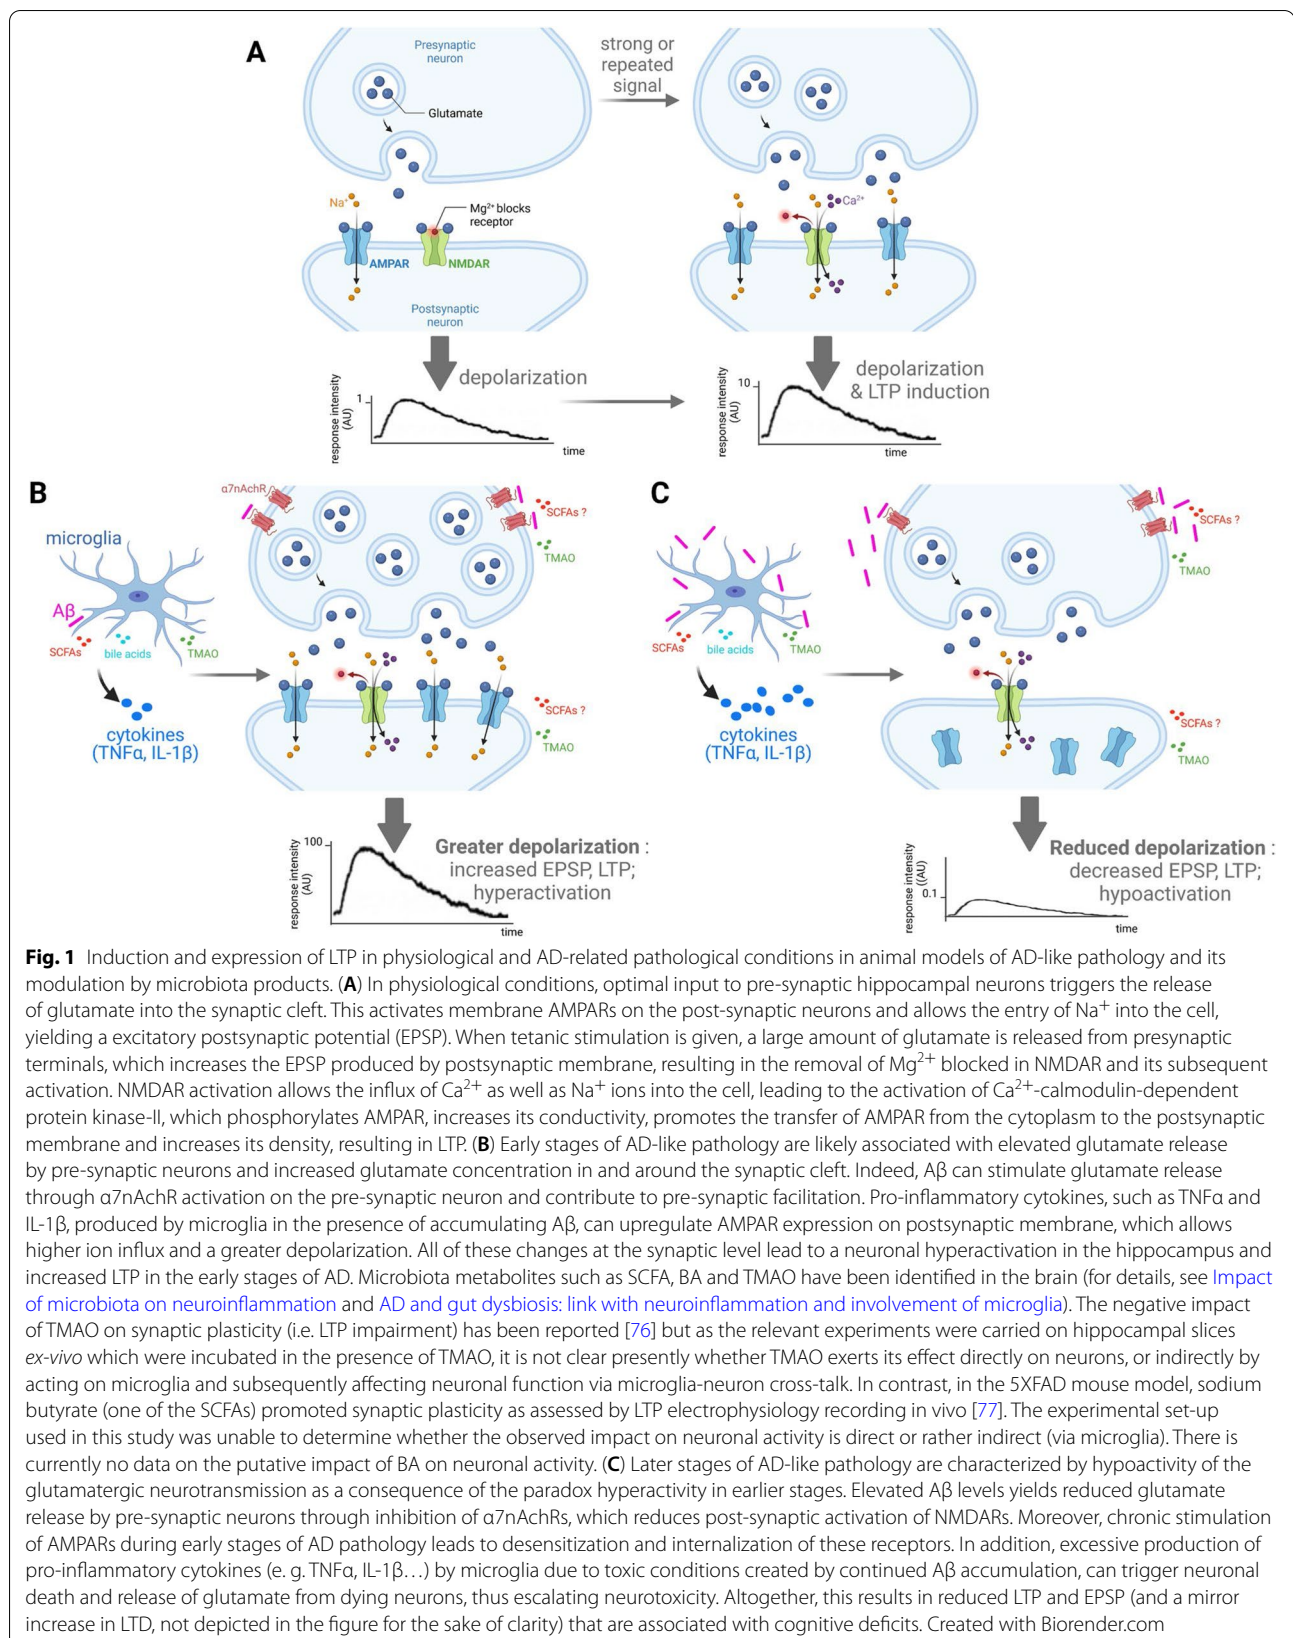 A
Presynaptic
neuron
Glutamate
strong or
repeated
signal
Na⁺
Mg²⁺ blocks
receptor
AMPAR
NMDAR
Ca²⁺
Postsynaptic
neuron
depolarization
response intensity
(AU)
1
time
depolarization
& LTP induction
response intensity
(AU)
10
time
B
α7nAchR
SCFAs ?
TMAO
microglia
Aβ
SCFAs
bile acids
TMAO
cytokines
(TNFα, IL-1β)
SCFAs ?
TMAO
response intensity
(AU)
100
time
Greater depolarization :
increased EPSP, LTP;
hyperactivation
C
SCFAs ?
TMAO
SCFAs
bile acids
TMAO
cytokines
(TNFα, IL-1β)
SCFAs ?
TMAO
response intensity
((AU)
0.1
time
Reduced depolarization :
decreased EPSP, LTP;
hypoactivation
Fig. 1 Induction and expression of LTP in physiological and AD-related pathological conditions in animal models of AD-like pathology and its
modulation by microbiota products. (A) In physiological conditions, optimal input to pre-synaptic hippocampal neurons triggers the release
of glutamate into the synaptic cleft. This activates membrane AMPARs on the post-synaptic neurons and allows the entry of Na⁺ into the cell,
yielding a excitatory postsynaptic potential (EPSP). When tetanic stimulation is given, a large amount of glutamate is released from presynaptic
terminals, which increases the EPSP produced by postsynaptic membrane, resulting in the removal of Mg²⁺ blocked in NMDAR and its subsequent
activation. NMDAR activation allows the influx of Ca²⁺ as well as Na⁺ ions into the cell, leading to the activation of Ca²⁺-calmodulin-dependent
protein kinase-II, which phosphorylates AMPAR, increases its conductivity, promotes the transfer of AMPAR from the cytoplasm to the postsynaptic
membrane and increases its density, resulting in LTP. (B) Early stages of AD-like pathology are likely associated with elevated glutamate release
by pre-synaptic neurons and increased glutamate concentration in and around the synaptic cleft. Indeed, Aβ can stimulate glutamate release
through α7nAchR activation on the pre-synaptic neuron and contribute to pre-synaptic facilitation. Pro-inflammatory cytokines, such as TNFα and
IL-1β, produced by microglia in the presence of accumulating Aβ, can upregulate AMPAR expression on postsynaptic membrane, which allows
higher ion influx and a greater depolarization. All of these changes at the synaptic level lead to a neuronal hyperactivation in the hippocampus and
increased LTP in the early stages of AD. Microbiota metabolites such as SCFA, BA and TMAO have been identified in the brain (for details, see Impact
of microbiota on neuroinflammation and AD and gut dysbiosis: link with neuroinflammation and involvement of microglia). The negative impact
of TMAO on synaptic plasticity (i.e. LTP impairment) has been reported [76] but as the relevant experiments were carried on hippocampal slices
ex-vivo which were incubated in the presence of TMAO, it is not clear presently whether TMAO exerts its effect directly on neurons, or indirectly by
acting on microglia and subsequently affecting neuronal function via microglia-neuron cross-talk. In contrast, in the 5XFAD mouse model, sodium
butyrate (one of the SCFAs) promoted synaptic plasticity as assessed by LTP electrophysiology recording in vivo [77]. The experimental set-up
used in this study was unable to determine whether the observed impact on neuronal activity is direct or rather indirect (via microglia). There is
currently no data on the putative impact of BA on neuronal activity. (C) Later stages of AD-like pathology are characterized by hypoactivity of the
glutamatergic neurotransmission as a consequence of the paradox hyperactivity in earlier stages. Elevated Aβ levels yields reduced glutamate
release by pre-synaptic neurons through inhibition of α7nAchRs, which reduces post-synaptic activation of NMDARs. Moreover, chronic stimulation
of AMPARs during early stages of AD pathology leads to desensitization and internalization of these receptors. In addition, excessive production of
pro-inflammatory cytokines (e. g. TNFα, IL-1β…) by microglia due to toxic conditions created by continued Aβ accumulation, can trigger neuronal
death and release of glutamate from dying neurons, thus escalating neurotoxicity. Altogether, this results in reduced LTP and EPSP (and a mirror
increase in LTD, not depicted in the figure for the sake of clarity) that are associated with cognitive deficits. Created with Biorender.com